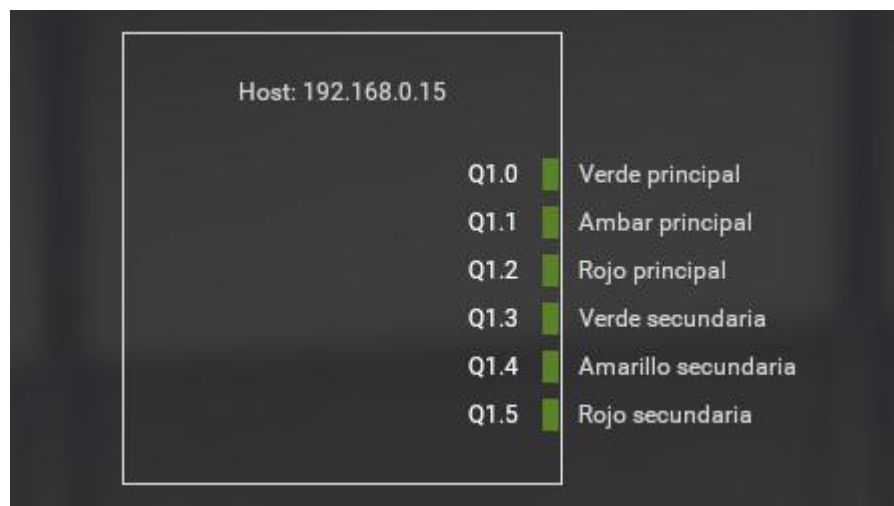 Host: 192.168.0.15
Q1.0 Verde principal
Q1.1 Ambar principal
Q1.2 Rojo principal
Q1.3 Verde secundaria
Q1.4 Amarillo secundaria
Q1.5 Rojo secundaria